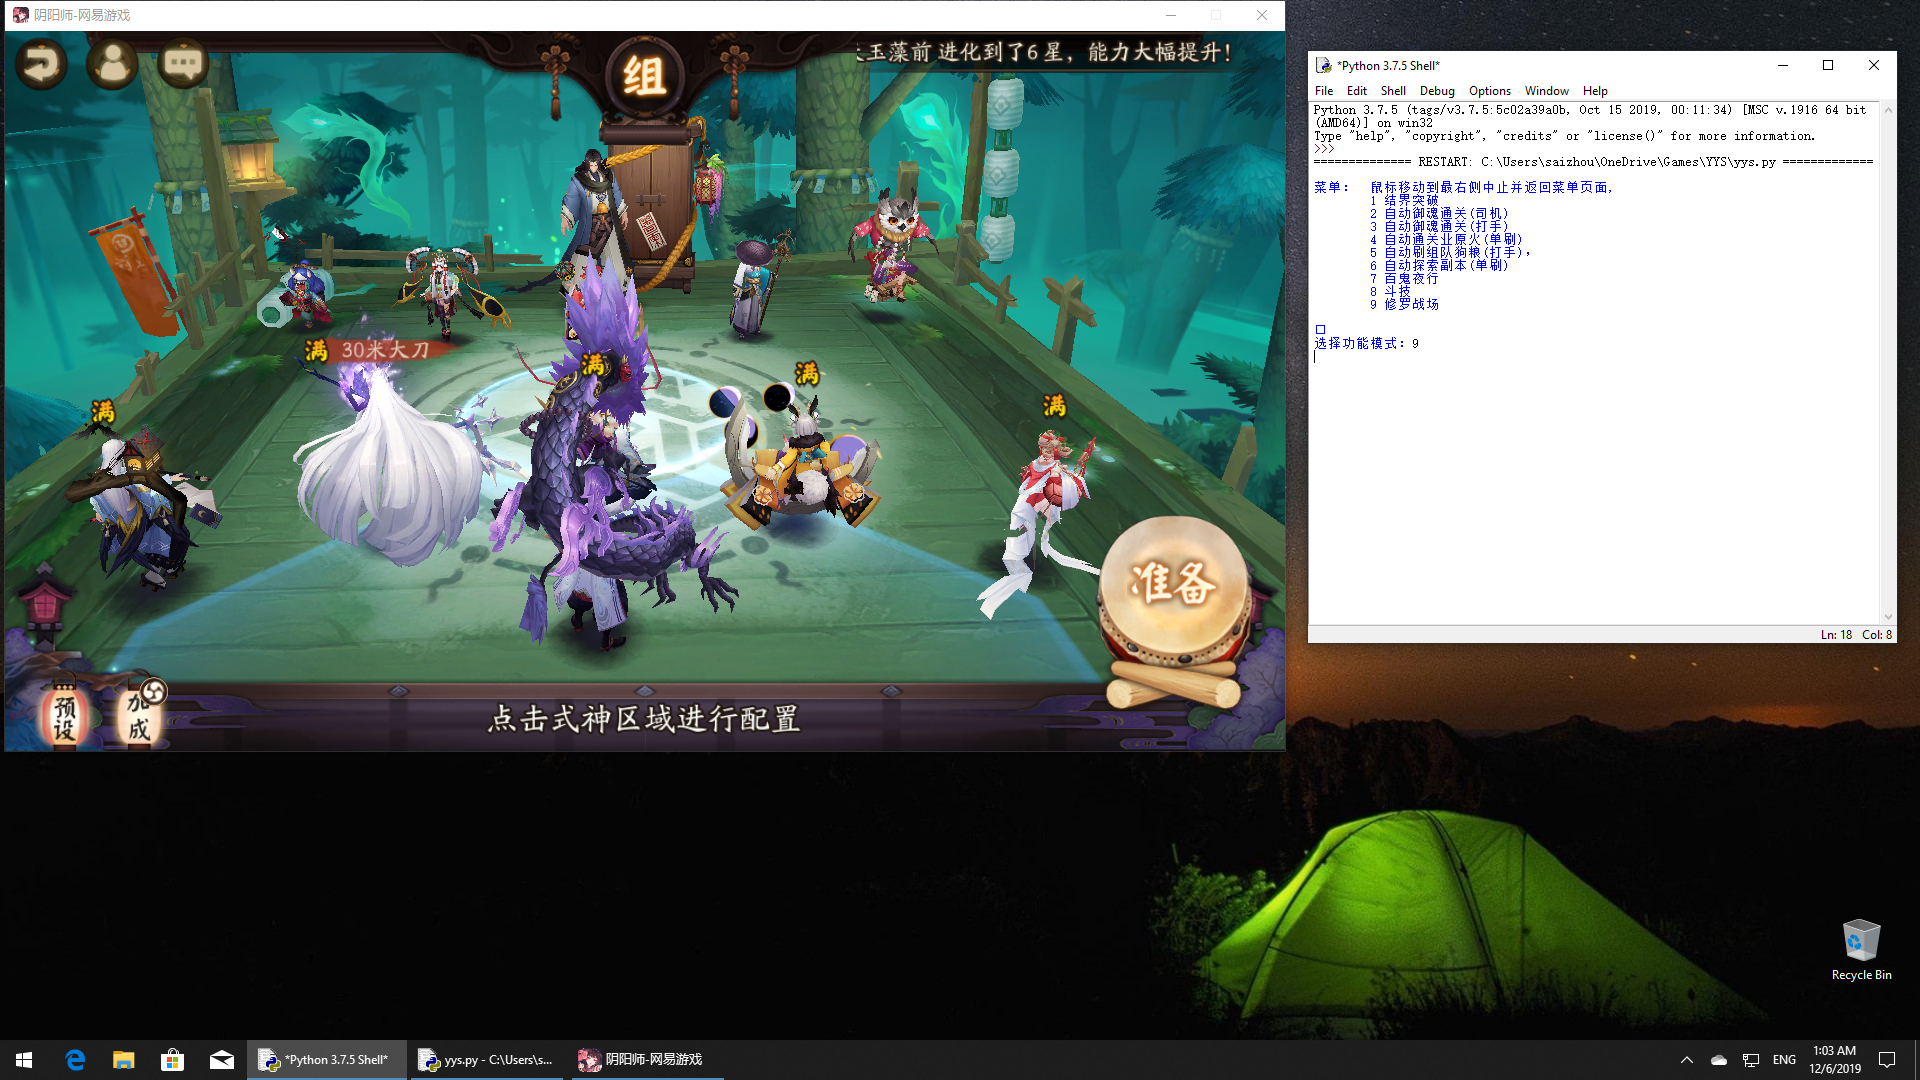 阴阳师-网易游戏
组
玉藻前 进化到了6 星，能力大幅提升！
满
30米大刀
满
满
满
满
准备
预设
加成
点击式神区域进行配置
*Python 3.7.5 Shell*
File Edit Shell Debug Options Window Help
Python 3.7.5 (tags/v3.7.5:5c02a39a0b, Oct 15 2019, 00:11:34) [MSC v.1916 64 bit
(AMD64)] on win32
Type "help", "copyright", "credits" or "license()" for more information.
>>>
============== RESTART: C:\Users\saizhou\OneDrive\Games\YYS\yys.py =============
菜单： 鼠标移动到最右侧中止并返回菜单页面,
1 结界突破
2 自动御魂通关(司机)
3 自动御魂通关(打手)
4 自动通关业原火(单刷)
5 自动刷组队狗粮(打手),
6 自动探索副本(单刷)
7 百鬼夜行
8 斗技
9 修罗战场
选择功能模式：9
Ln: 18 Col: 8
Recycle Bin
*Python 3.7.5 Shell*
yys.py - C:\Users\s...
阴阳师-网易游戏
ENG
1:03 AM
12/6/2019